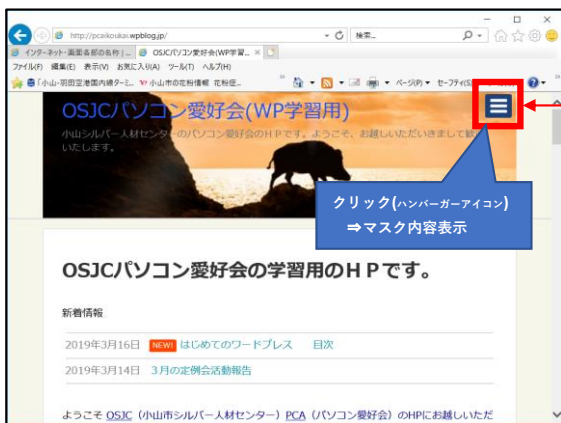 http://pcaikoukai.wpblog.jp/
検索...
インターネット・画面各部の名称 | ...
OSJCパソコン愛好会(WP学習...
ファイル(F) 編集(E) 表示(V) お気に入り(A) ツール(T) ヘルプ(H)
「小山-羽田空港国内線ターミ...
小山市の花粉情報 花粉症...
ページ(P)
OSJCパソコン愛好会(WP学習用)
小山シルバー人材センターのパソコン愛好会のHPです。ようこそ、お越しいただいきまして
いたします。
クリック(ハンバーガーアイコン)
⇒マスク内容表示
OSJCパソコン愛好会の学習用のＨＰです。
新着情報
2019年3月16日 NEW! はじめてのワードプレス 目次
2019年3月14日 ３月の定例会活動報告
ようこそ OSJC（小山市シルバー人材センター）PCA（パソコン愛好会）のHPにお越しいただ